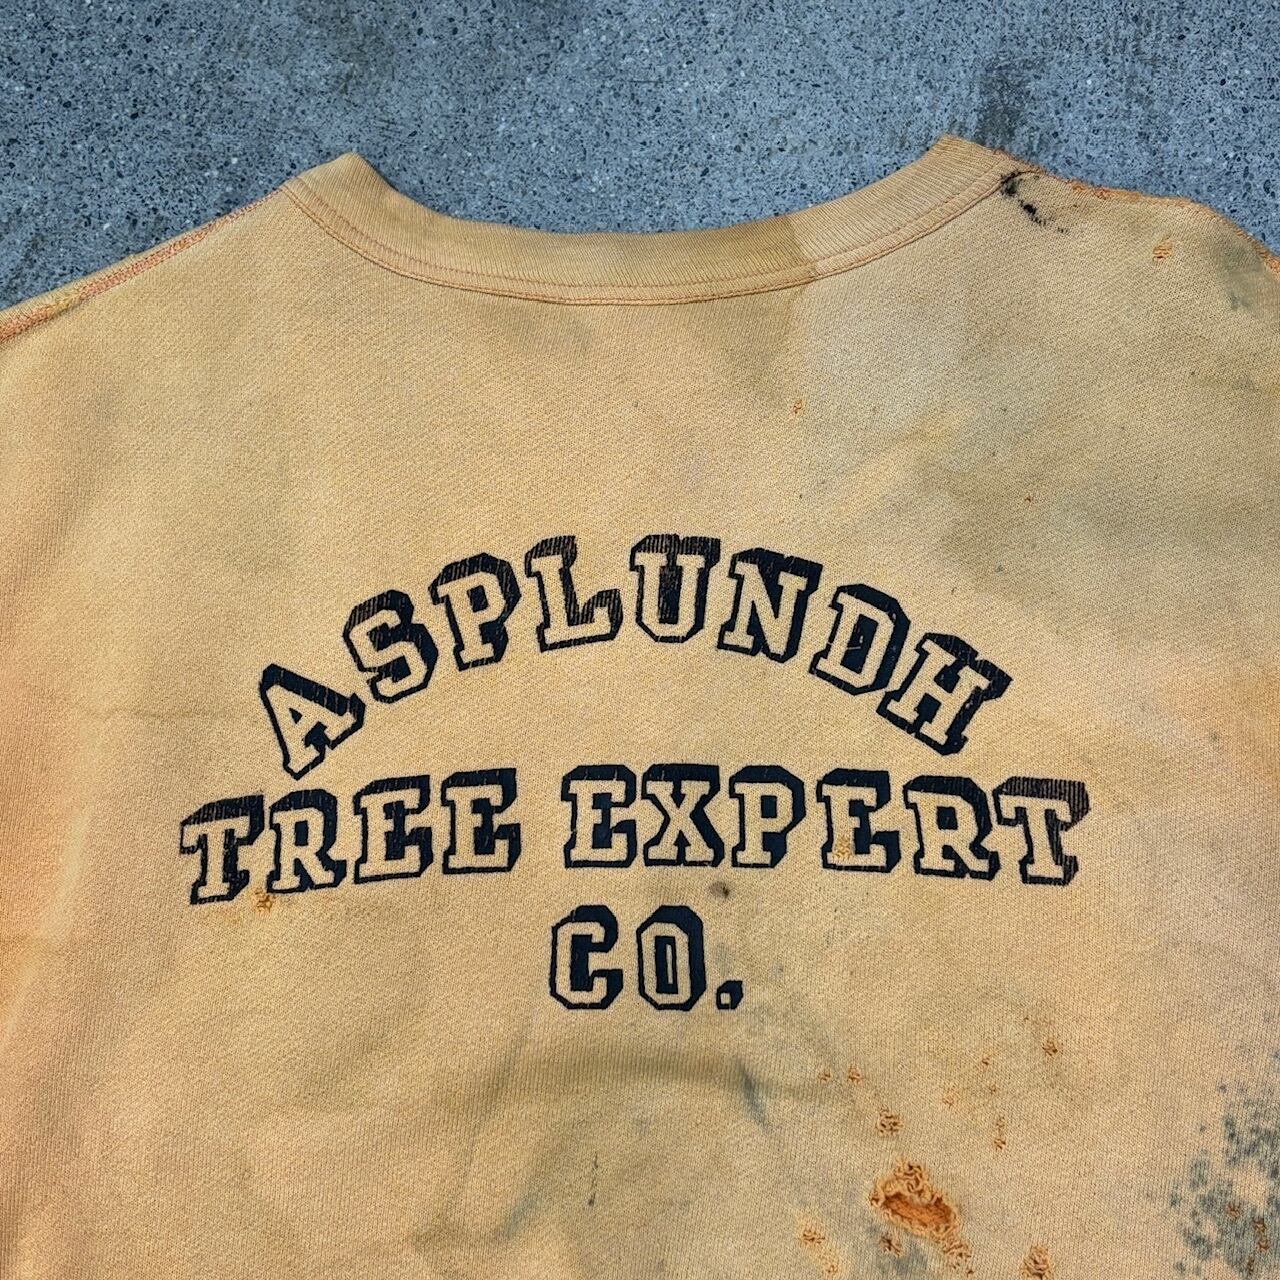 ASPLUNDH
TREE EXPERT
CO.